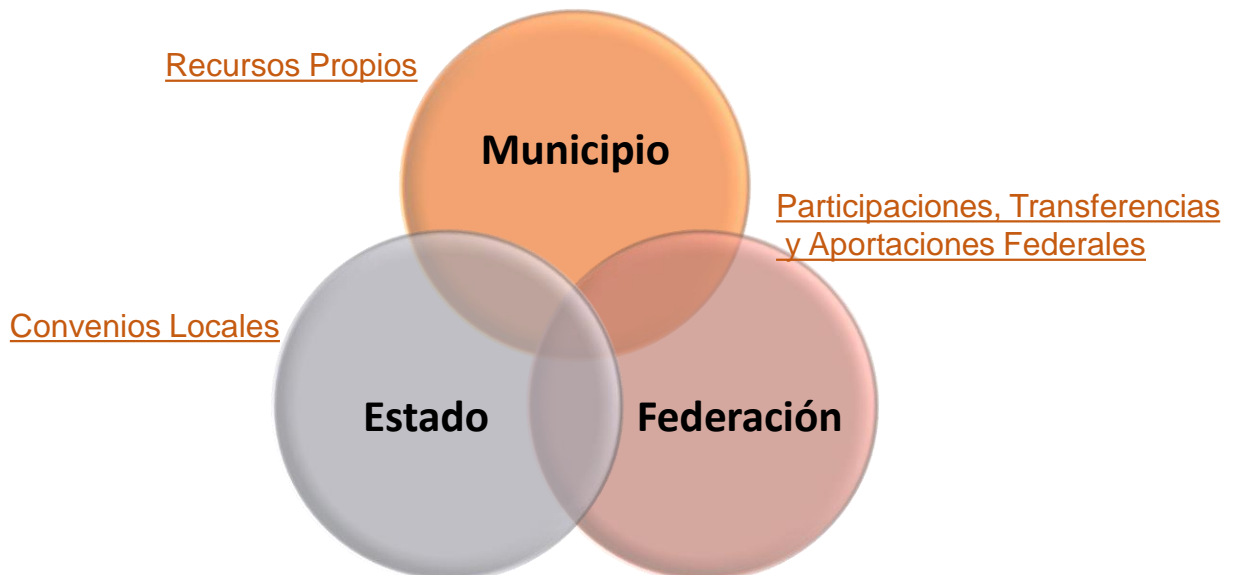 Recursos Propios
Municipio
Participaciones, Transferencias
y Aportaciones Federales
Convenios Locales
Estado
Federación